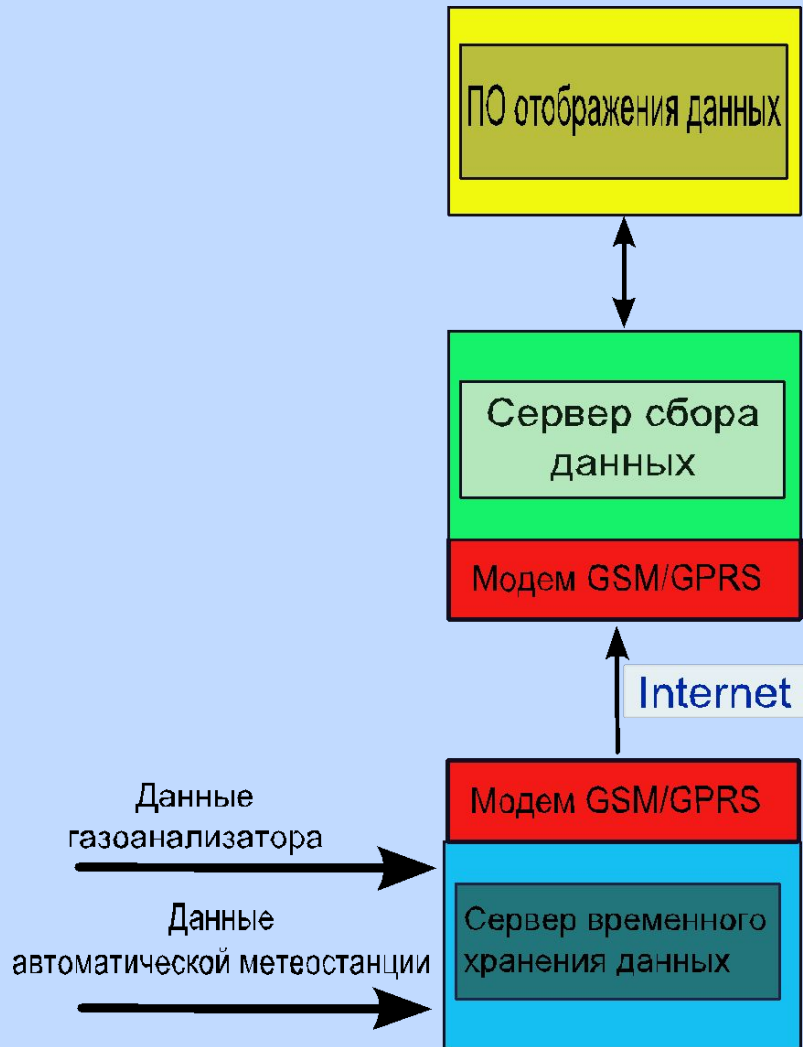 ПО отображения данных
Сервер сбора
данных
Модем GSM/GPRS
Internet
Модем GSM/GPRS
Данные
газоанализатора
Данные
автоматической метеостанции
Сервер временного
хранения данных